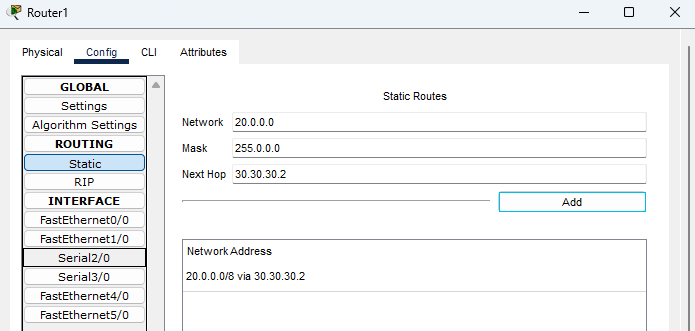 Router1
Physical Config CLI Attributes
GLOBAL
Settings
Algorithm Settings
ROUTING
Static
RIP
INTERFACE
FastEthernet0/0
FastEthernet1/0
Serial2/0
Serial3/0
FastEthernet4/0
FastEthernet5/0
Static Routes
Network 20.0.0.0
Mask 255.0.0.0
Next Hop 30.30.30.2
Add
Network Address
20.0.0.0/8 via 30.30.30.2